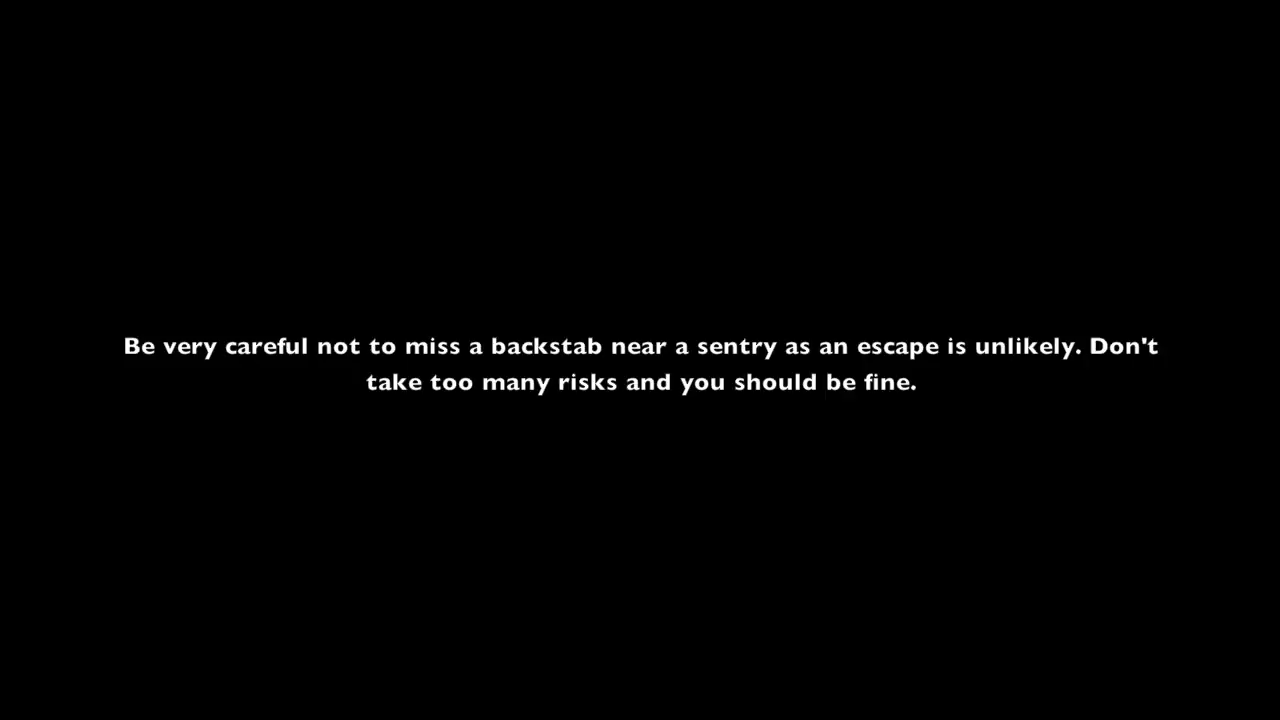 Be very careful not to miss a backstab near a sentry as an escape is unlikely. Don't
take too many risks and you should be fine.